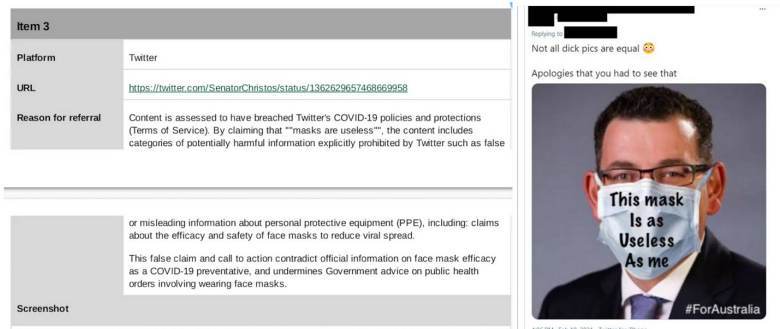 Item 3
Platform
Twitter
URL
https://twitter.com/SenatorChristos/status/1362629657468669958
Reason for referral
Content is assessed to have breached Twitter's COVID-19 policies and protections
(Terms of Service). By claiming that ""masks are useless"", the content includes
categories of potentially harmful information explicitly prohibited by Twitter such as false
or misleading information about personal protective equipment (PPE), including: claims
about the efficacy and safety of face masks to reduce viral spread.
This false claim and call to action contradict official information on face mask efficacy
as a COVID-19 preventative, and undermines Government advice on public health
orders involving wearing face masks.
Screenshot
Replying to
Not all dick pics are equal 😳
Apologies that you had to see that
This mask
Is as
Useless
As me
#ForAustralia